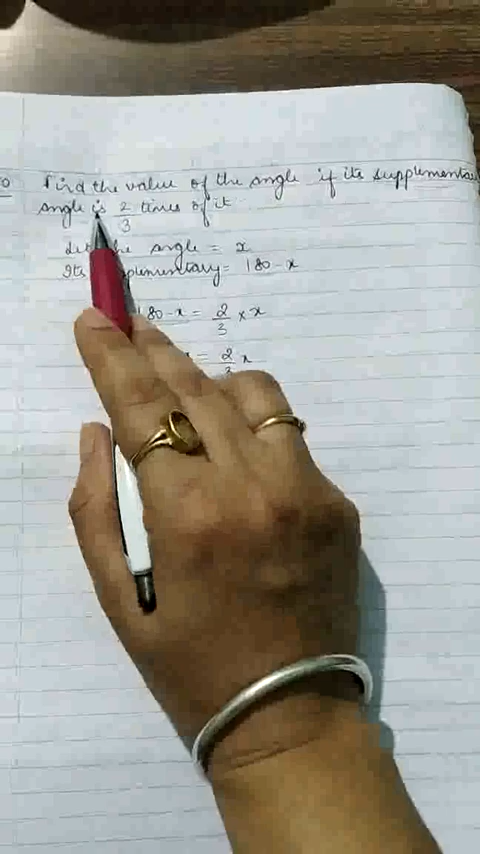 Find the value of the angle if its supplementary
angle is 2/3 times of it
the angle = x
Its = 180 - x
180 - x = 2/3 × x
= 2/3 x